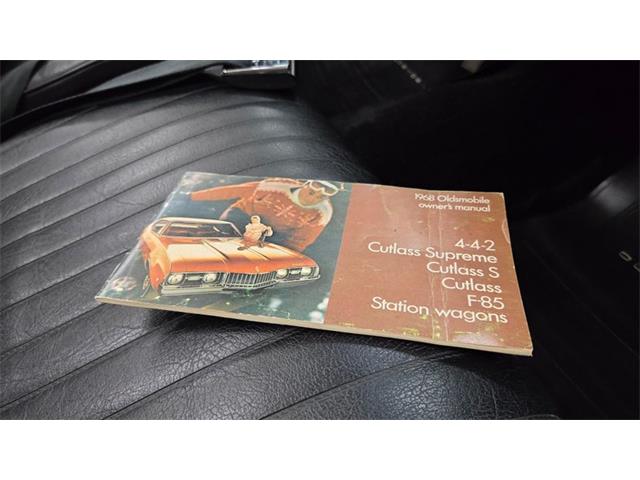 1968 Oldsmobile
owner's manual
4-4-2
Cutlass Supreme
Cutlass S
Cutlass
F-85
Station wagons